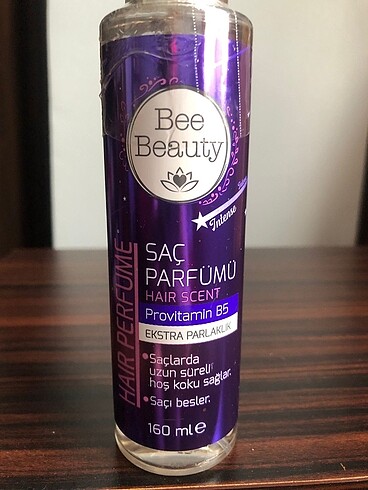 Bee
Beauty
Intense
HAIR PERFUME
SAÇ
PARFÜMÜ
HAIR SCENT
Provitamin B5
EKSTRA PARLAKLIK
• Saçlarda
uzun süreli
hoş koku sağlar.
• Saçı besler.
160 ml e